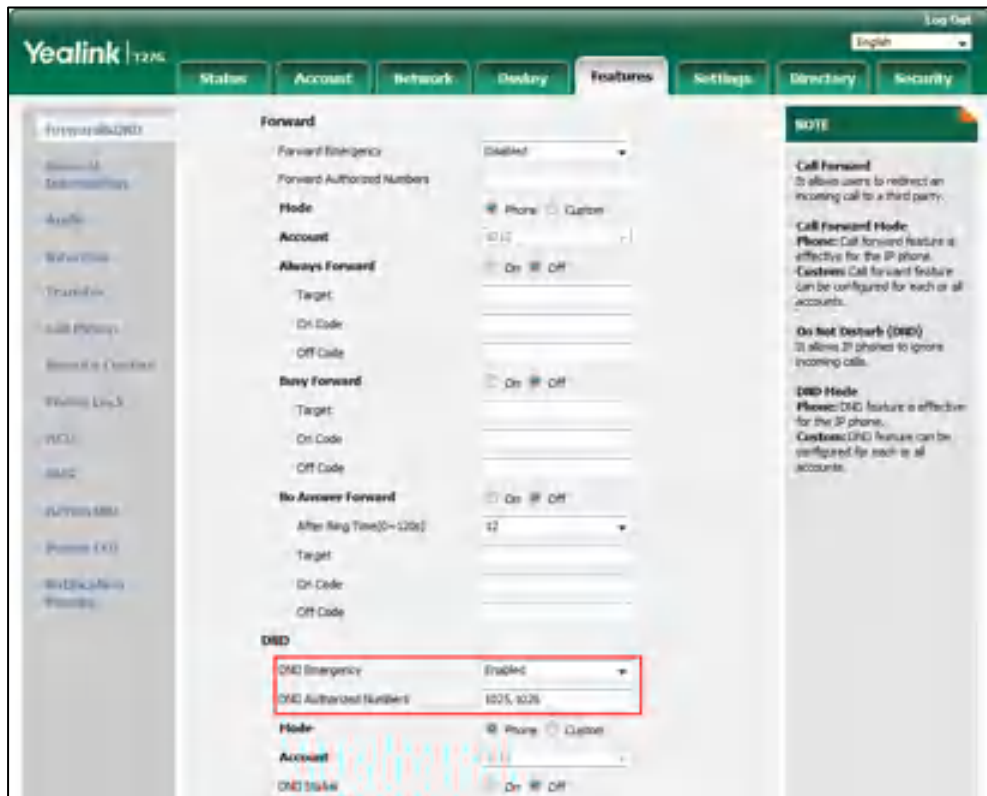 Log Out
Yealink T27G
English
Status
Account
Network
Dsskey
Features
Settings
Directory
Security
Forward&DND
General
Information
Audio
Intercom
Transfer
Call Pickup
Remote Control
Phone Lock
ACD
SMS
Action URL
Power LED
Notification
Popups
Forward
Forward Emergency
Disabled
Forward Authorized Numbers
Mode
Phone
Custom
Account
Always Forward
On
Off
Target
On Code
Off Code
Busy Forward
On
Off
Target
On Code
Off Code
No Answer Forward
On
Off
After Ring Time(0~120s)
12
Target
On Code
Off Code
DND
DND Emergency
Enabled
DND Authorized Numbers
1025,1026
Mode
Phone
Custom
Account
DND Status
On
Off
NOTE
Call Forward
It allows users to redirect an
incoming call to a third party.
Call Forward Mode
Phone: Call forward feature is
effective for the IP phone.
Custom: Call forward feature
can be configured for each or all
accounts.
Do Not Disturb (DND)
It allows IP phones to ignore
incoming calls.
DND Mode
Phone: DND feature is effective
for the IP phone.
Custom: DND feature can be
configured for each or all
accounts.